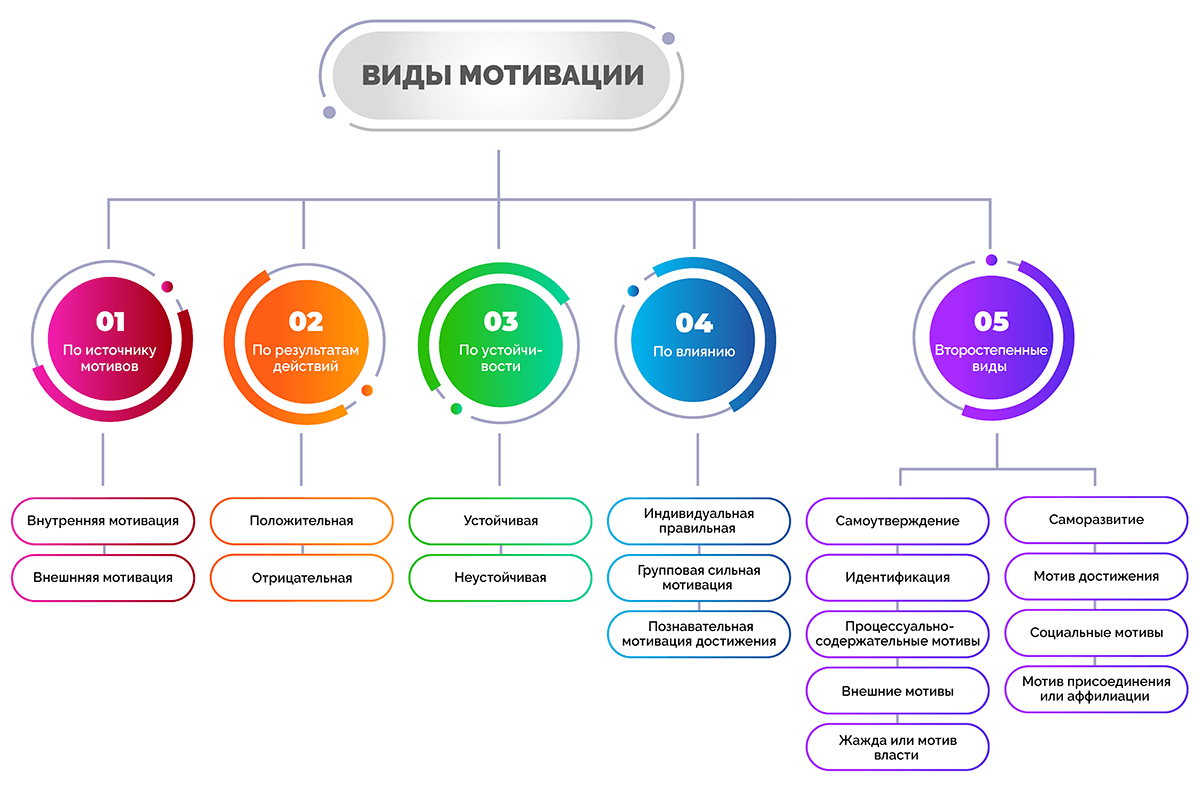 ВИДЫ МОТИВАЦИИ
01
По источнику
мотивов
02
По результатам
действий
03
По устойчи-
вости
04
По влиянию
05
Второстепенные
виды
Внутренняя мотивация
Внешняя мотивация
Положительная
Отрицательная
Устойчивая
Неустойчивая
Индивидуальная
правильная
Групповая сильная
мотивация
Познавательная
мотивация достижения
Самоутверждение
Идентификация
Процессуально-
содержательные мотивы
Внешние мотивы
Жажда или мотив
власти
Саморазвитие
Мотив достижения
Социальные мотивы
Мотив присоединения
или аффилиации